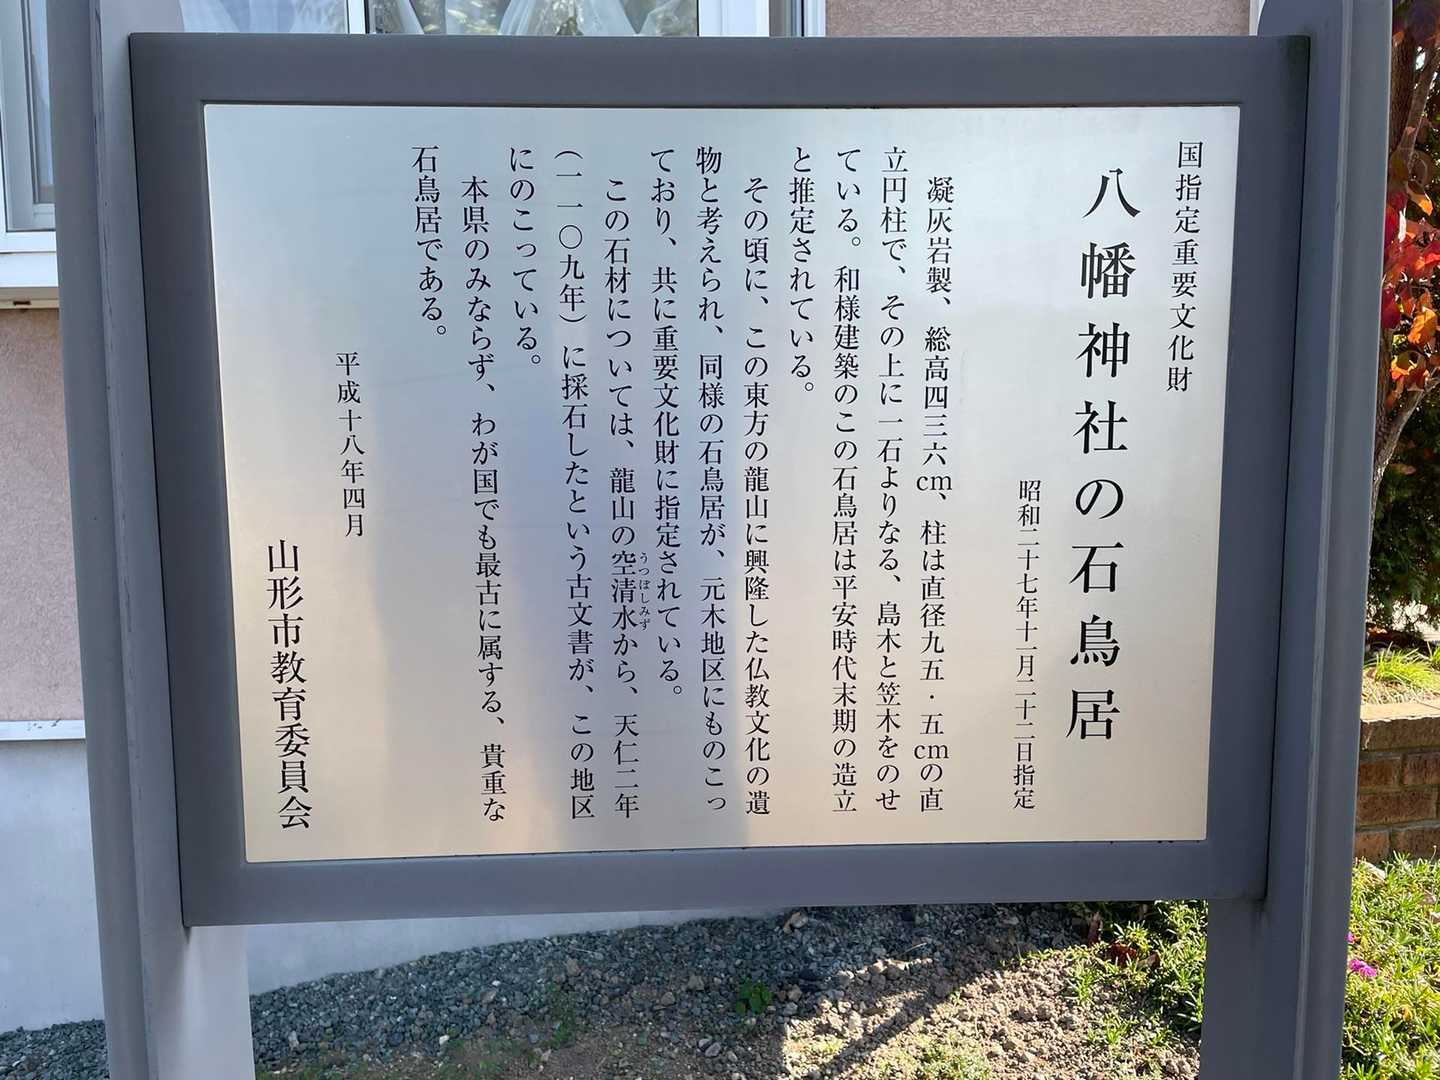 国指定重要文化財
八幡神社の石鳥居
昭和二十七年十一月二十二日指定
凝灰岩製、総高四三六cm、柱は直径九五・五cmの直
立円柱で、その上に一石よりなる、島木と笠木をのせ
ている。和様建築のこの石鳥居は平安時代末期の造立
と推定されている。
その頃に、この東方の龍山に興隆した仏教文化の遺
物と考えられ、同様の石鳥居が、元木地区にものこっ
ており、共に重要文化財に指定されている。
うつぼしみず
この石材については、龍山の空清水から、天仁二年
(一一〇九年)に採石したという古文書が、この地区
にのこっている。
本県のみならず、わが国でも最古に属する、貴重な
石鳥居である。
平成十八年四月
山形市教育委員会